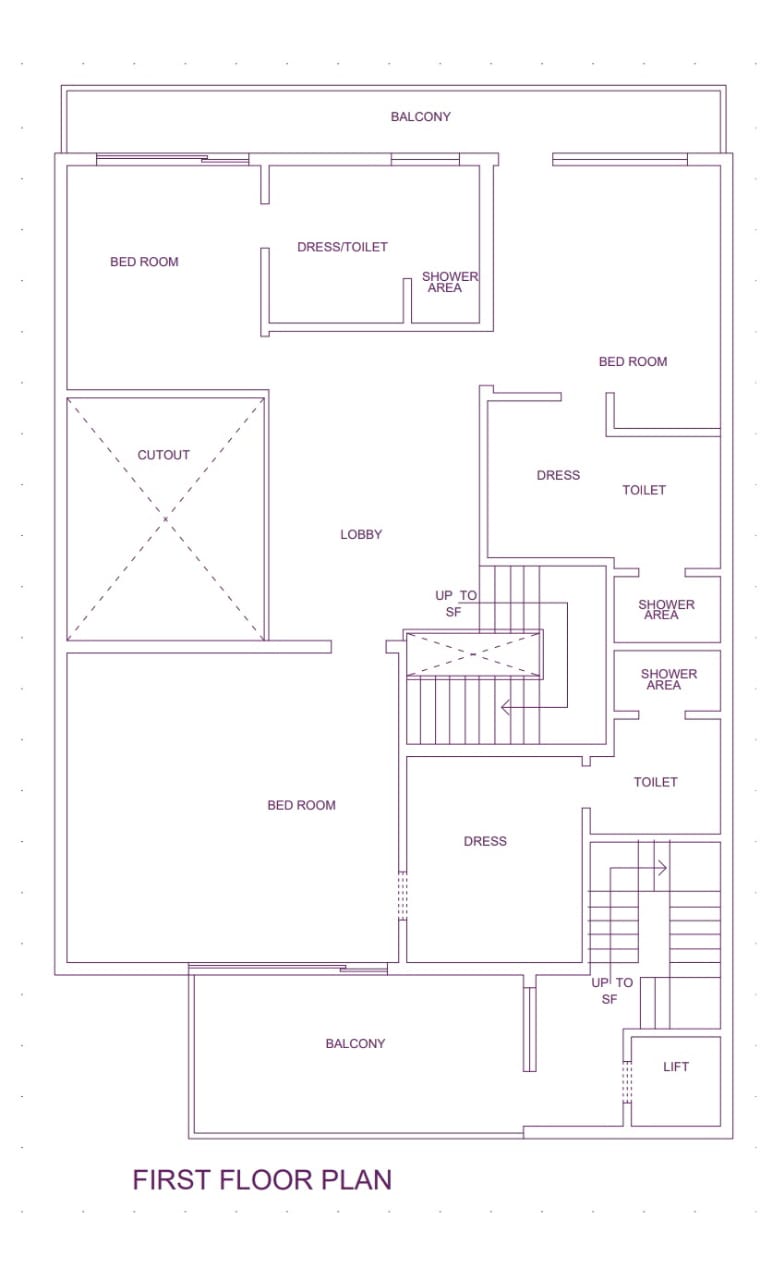 BALCONY
DRESS/TOILET
BED ROOM
SHOWER
AREA
BED ROOM
CUTOUT
DRESS
TOILET
LOBBY
UP TO
SF
SHOWER
AREA
SHOWER
AREA
TOILET
BED ROOM
DRESS
UP TO
SF
BALCONY
LIFT
FIRST FLOOR PLAN